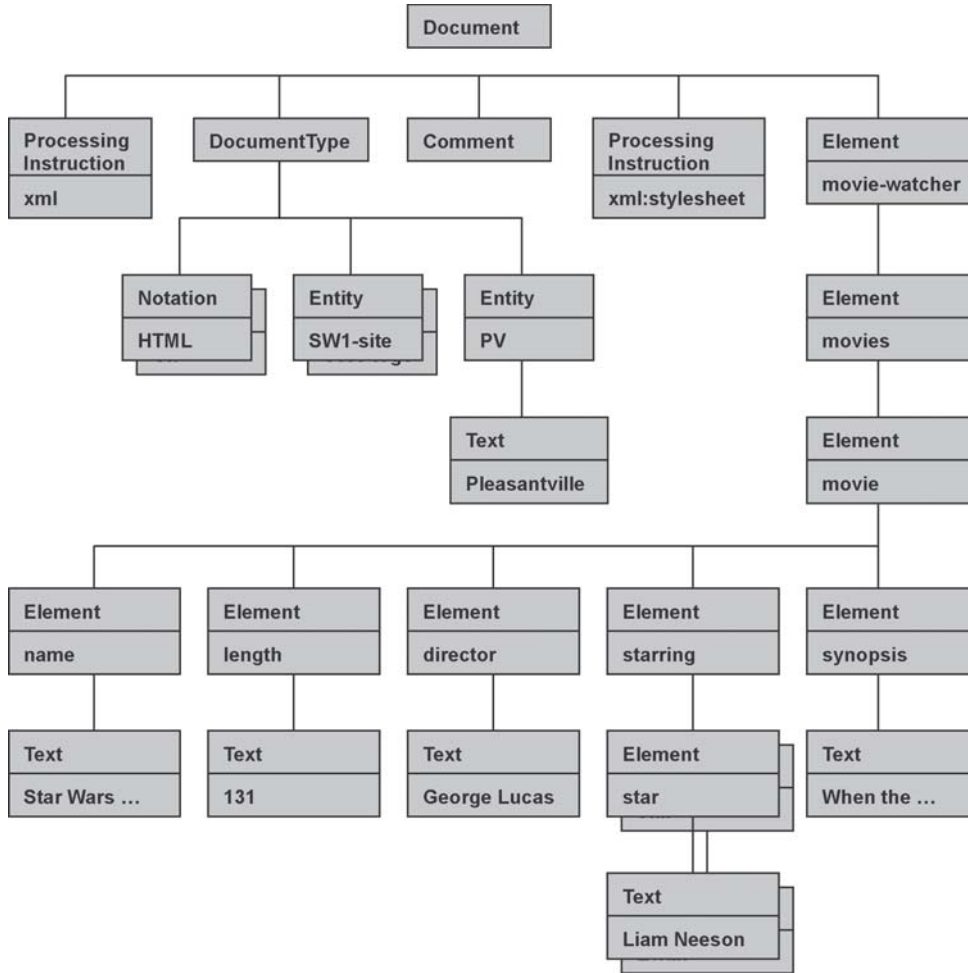 Document
Processing
Instruction
xml
DocumentType
Comment
Processing
Instruction
xml:stylesheet
Element
movie-watcher
Notation
HTML
Entity
SW1-site
Entity
PV
Element
movies
Text
Pleasantville
Element
movie
Element
name
Element
length
Element
director
Element
starring
Element
synopsis
Text
Star Wars …
Text
131
Text
George Lucas
Element
star
Text
When the …
Text
Liam Neeson